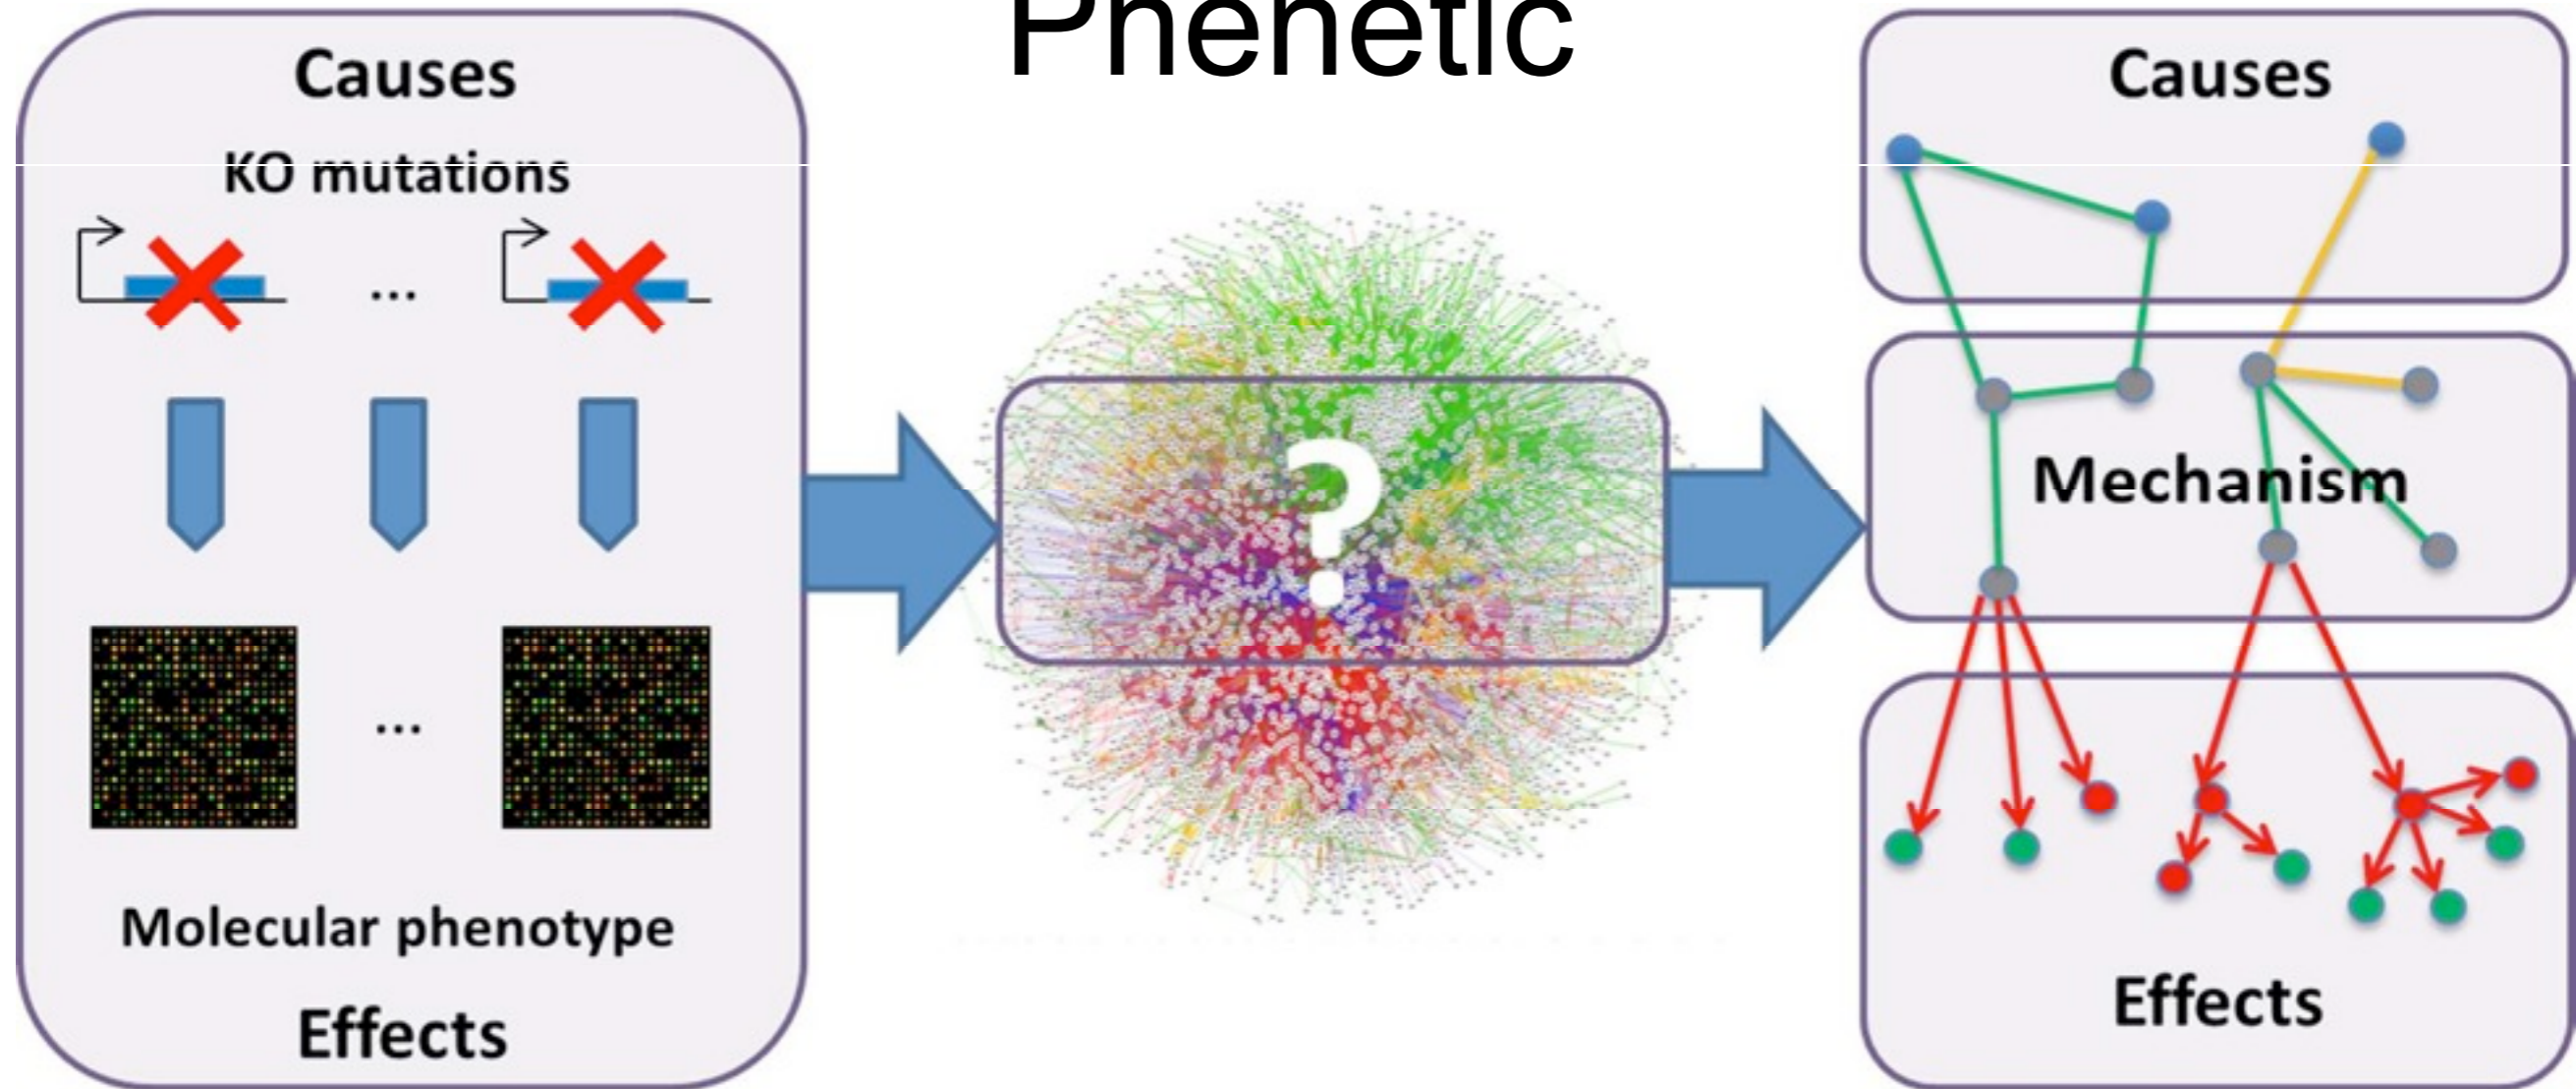 Phenetic
Causes
KO mutations
...
...
Molecular phenotype
Effects
?
Causes
Mechanism
Effects